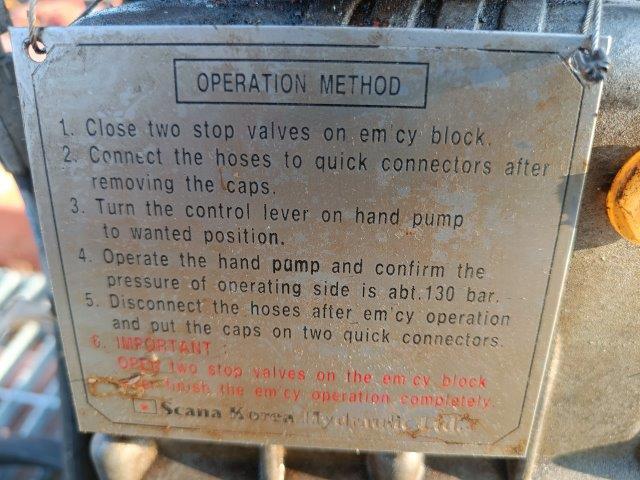 OPERATION METHOD
1. Close two stop valves on em'cy block.
2. Connect the hoses to quick connectors after
removing the caps.
3. Turn the control lever on hand pump
to wanted position.
4. Operate the hand pump and confirm the
pressure of operating side is abt.130 bar.
5. Disconnect the hoses after em'cy operation
and put the caps on two quick connectors.
6. IMPORTANT :
OPEN two stop valves on the em'cy block
finish the em'cy operation completely.
Scana Korea Hydraulic Ltd.